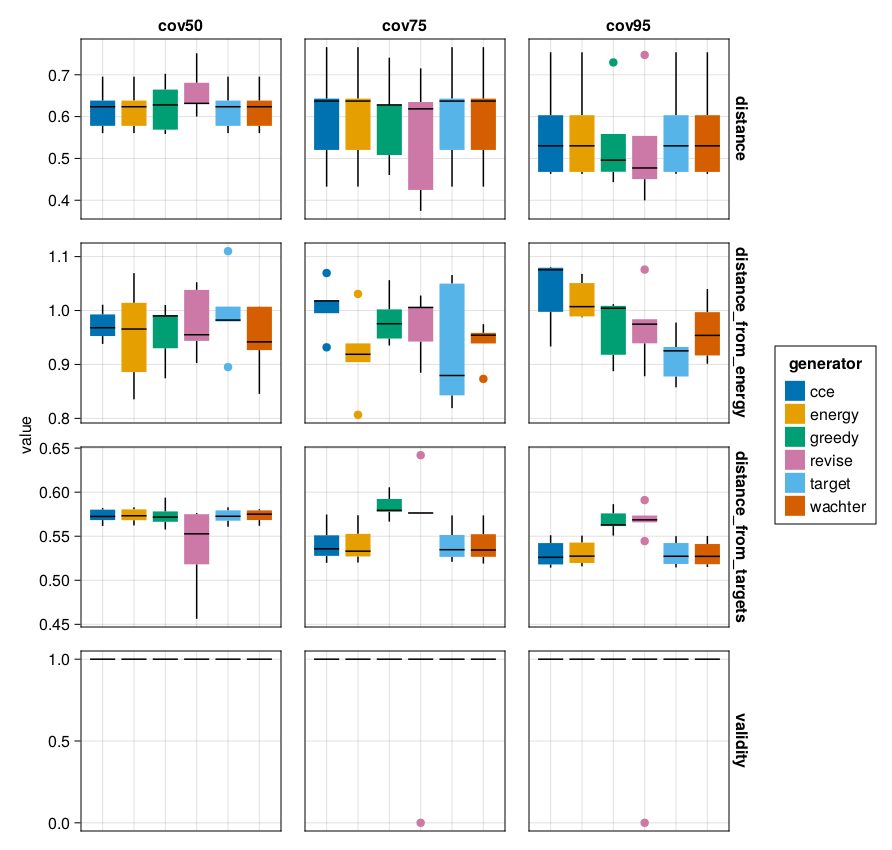 cov50 cov75 cov95
0.7
0.6
0.5
0.4
distance
1.1
1.0
0.9
0.8
distance_from_energy
value
0.65
0.60
0.55
0.50
0.45
distance_from_targets
1.0
0.5
0.0
validity
generator
cce
energy
greedy
revise
target
wachter